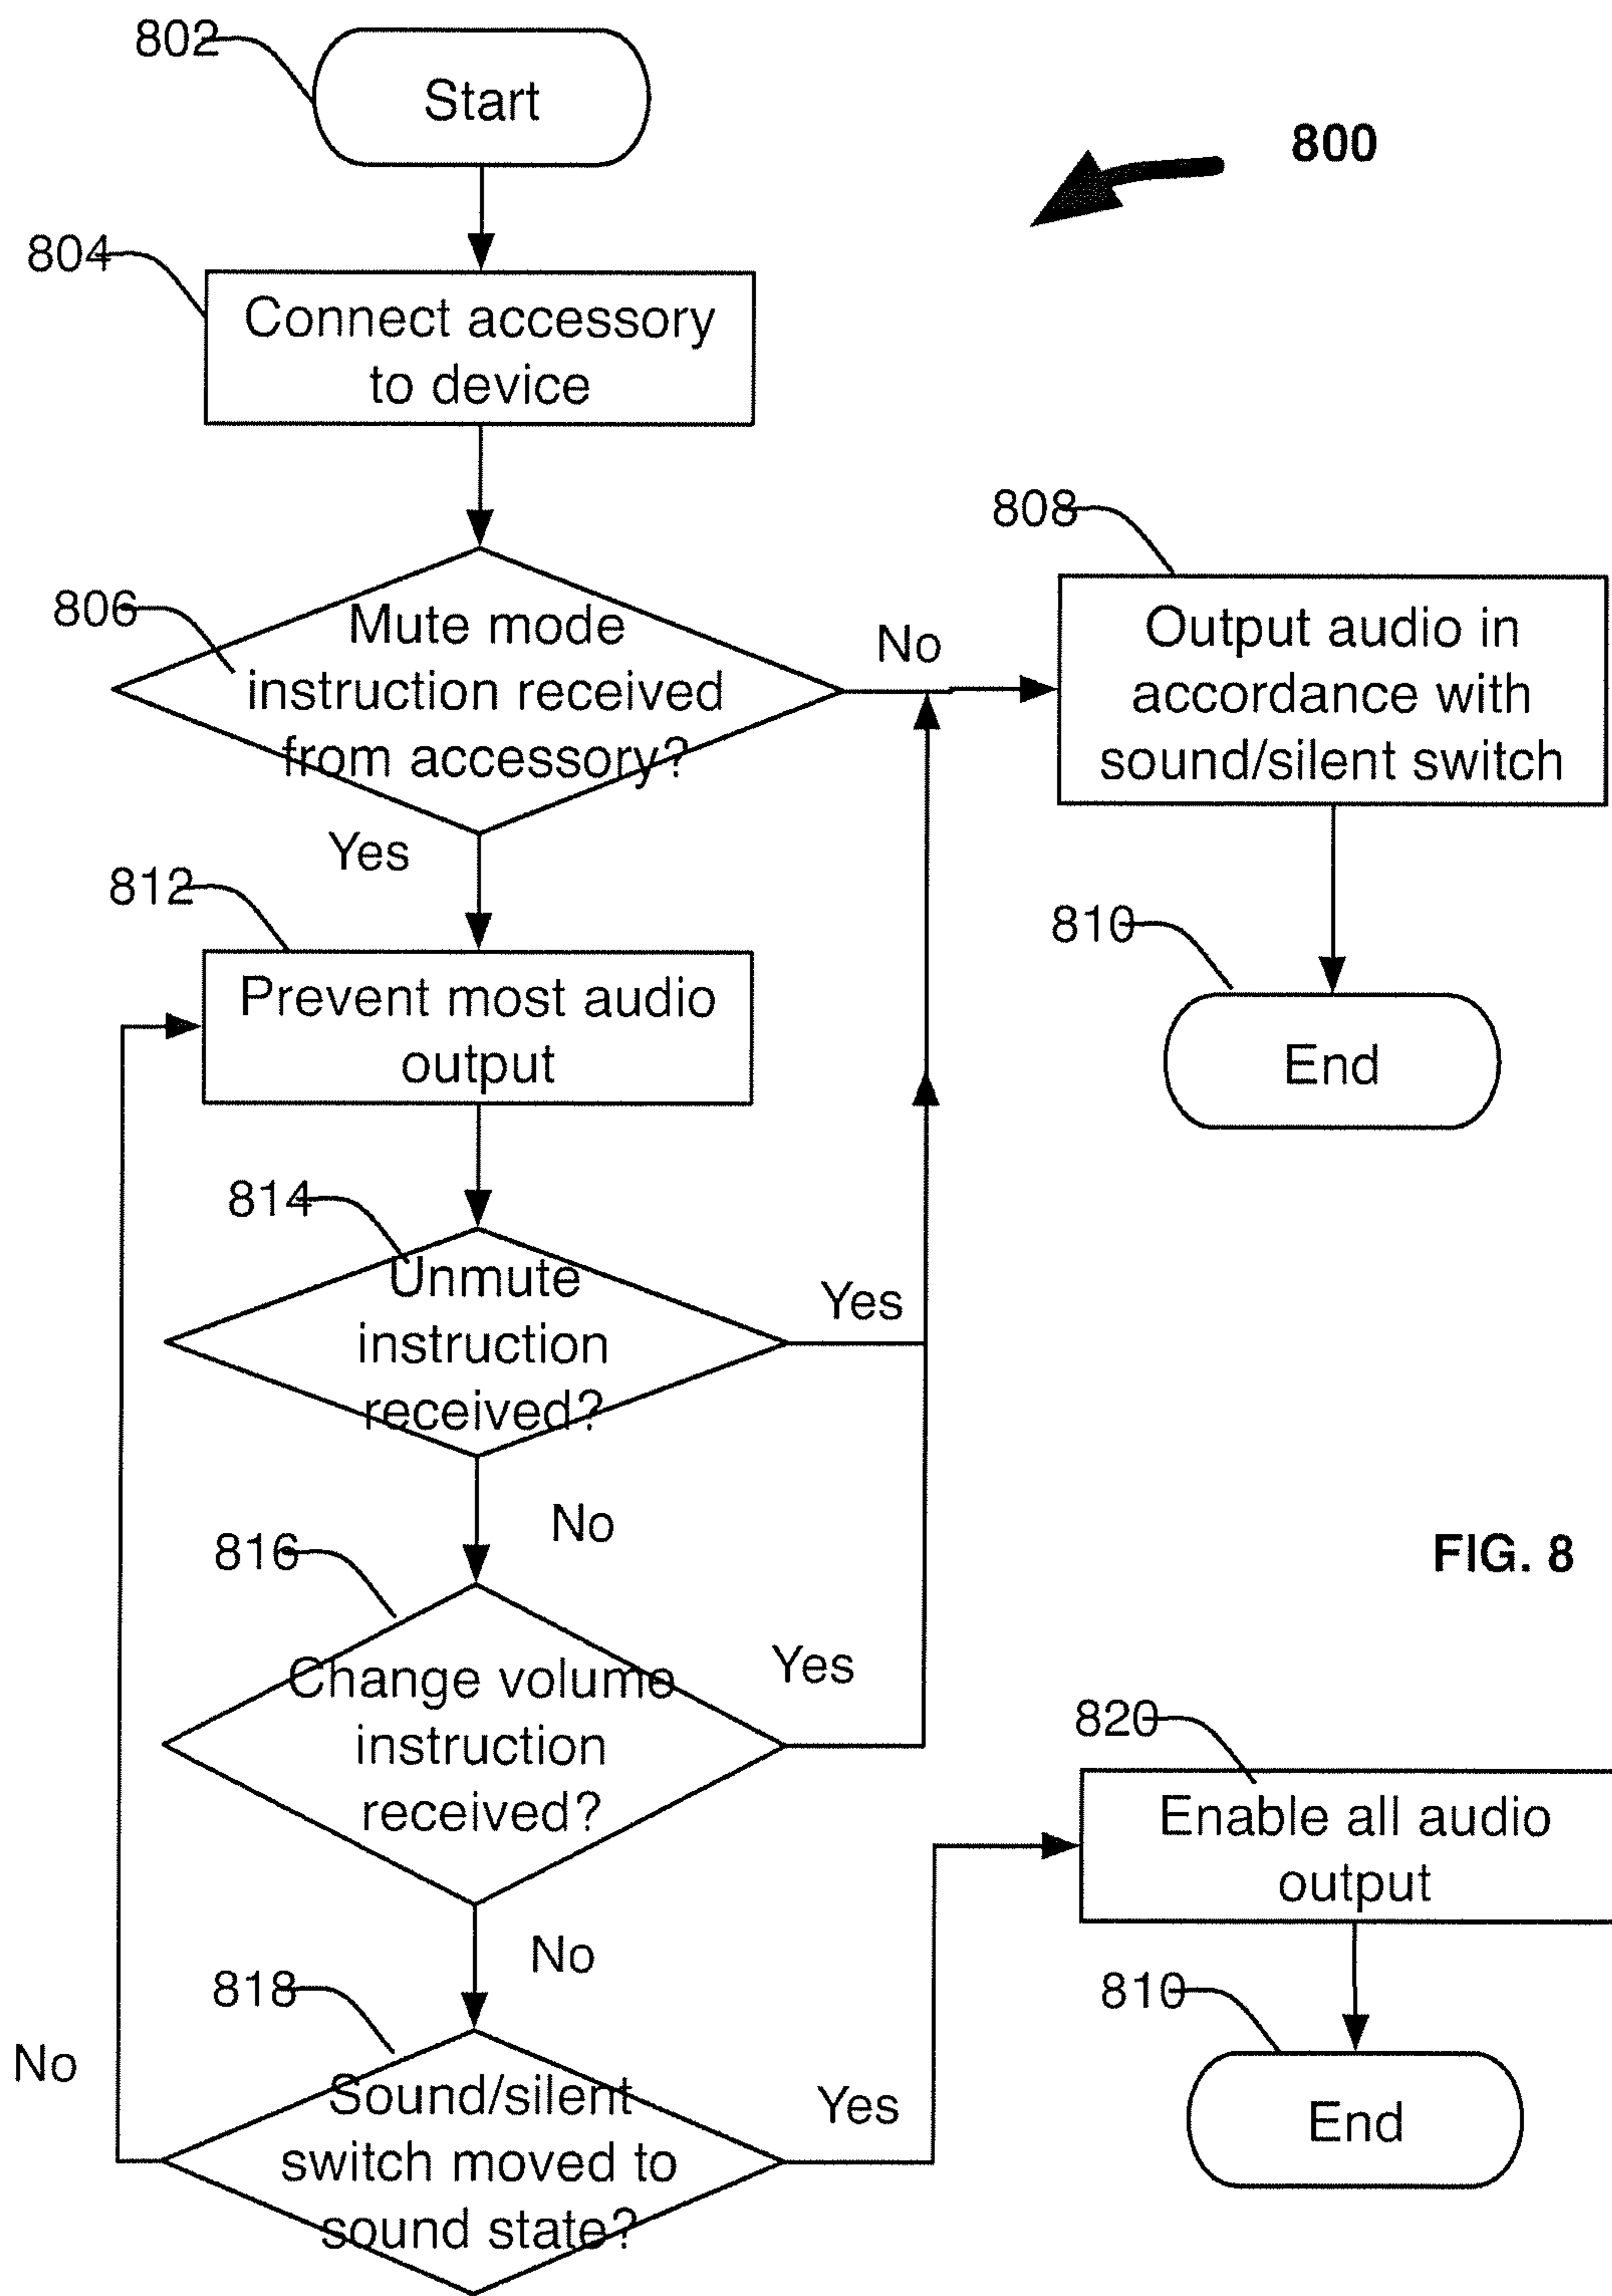 802
Start
800
804
Connect accessory
to device
806
Mute mode
instruction received
from accessory?
No
808
Output audio in
accordance with
sound/silent switch
Yes
810
End
812
Prevent most audio
output
814
Unmute
instruction
received?
Yes
No
FIG. 8
816
Change volume
instruction
received?
Yes
820
Enable all audio
output
No
818
Sound/silent
switch moved to
sound state?
No
Yes
810
End